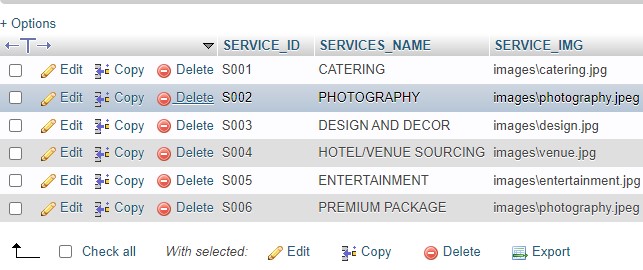 + Options
SERVICE_ID SERVICES_NAME SERVICE_IMG
Edit Copy Delete S001 CATERING images\catering.jpg
Edit Copy Delete S002 PHOTOGRAPHY images\photography.jpeg
Edit Copy Delete S003 DESIGN AND DECOR images\design.jpg
Edit Copy Delete S004 HOTEL/VENUE SOURCING images\venue.jpg
Edit Copy Delete S005 ENTERTAINMENT images\entertainment.jpg
Edit Copy Delete S006 PREMIUM PACKAGE images\photography.jpeg
Check all With selected: Edit Copy Delete Export